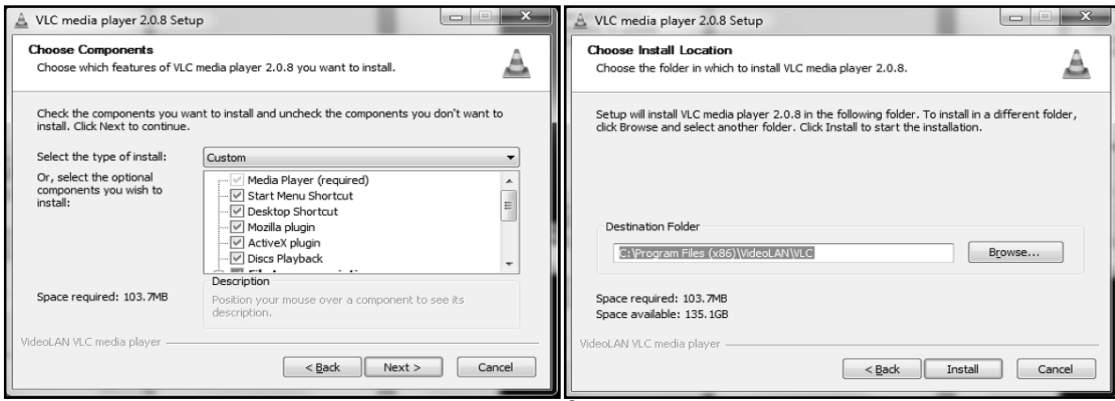 VLC media player 2.0.8 Setup
Choose Components
Choose which features of VLC media player 2.0.8 you want to install.
Check the components you want to install and uncheck the components you don't want to
install. Click Next to continue.
Select the type of install:
Custom
Or, select the optional
components you wish to
install:
Media Player (required)
Start Menu Shortcut
Desktop Shortcut
Mozilla plugin
ActiveX plugin
Discs Playback
Space required: 103.7MB
Description
Position your mouse over a component to see its
description.
VideoLAN VLC media player
< Back
Next >
Cancel
VLC media player 2.0.8 Setup
Choose Install Location
Choose the folder in which to install VLC media player 2.0.8.
Setup will install VLC media player 2.0.8 in the following folder. To install in a different folder,
click Browse and select another folder. Click Install to start the installation.
Destination Folder
C:\Program Files (x86)\VideoLAN\VLC
Browse...
Space required: 103.7MB
Space available: 135.1GB
VideoLAN VLC media player
< Back
Install
Cancel